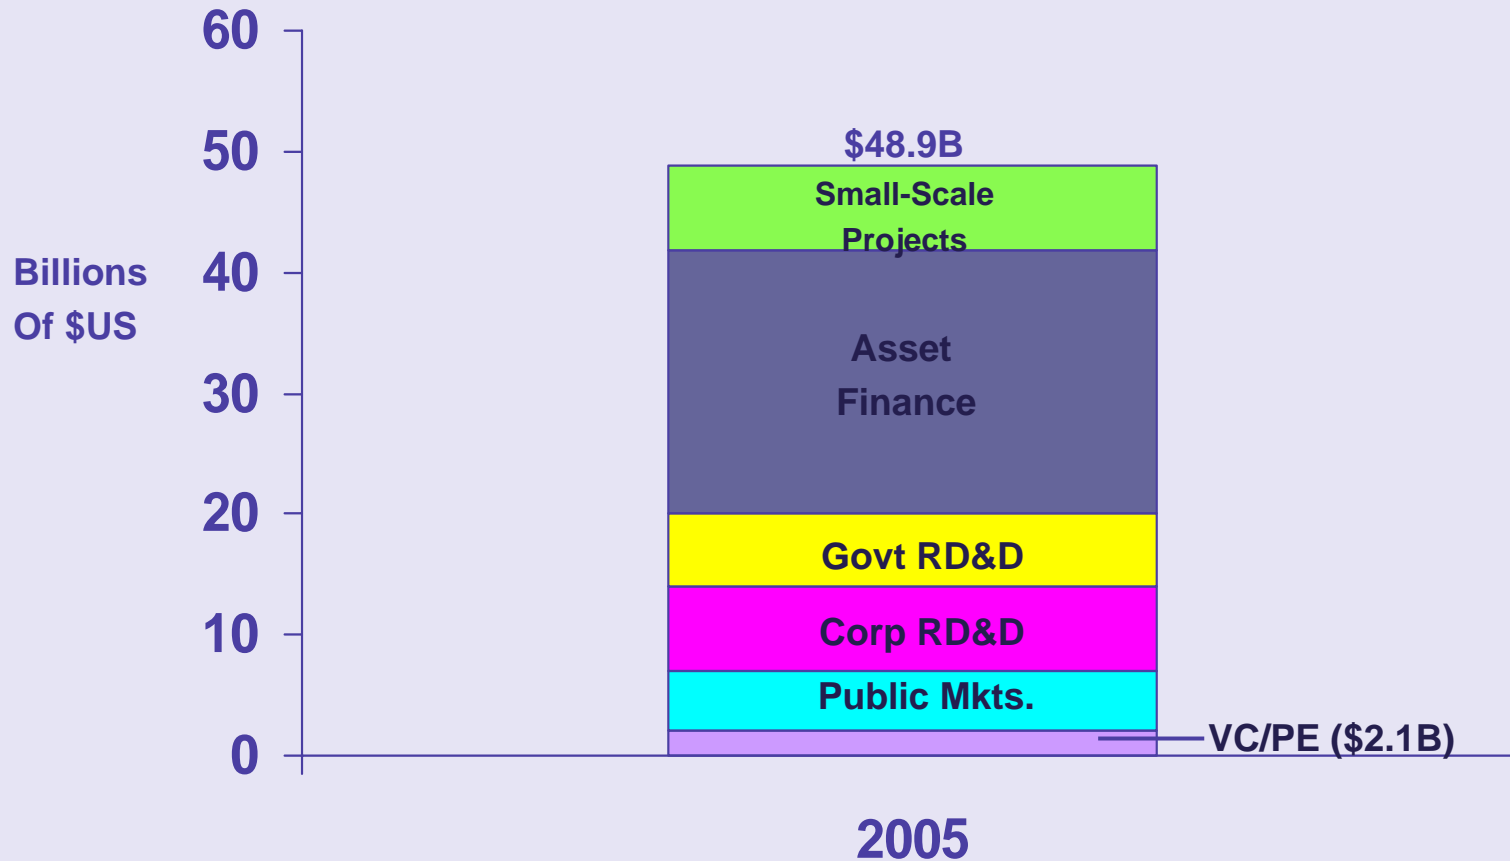 60
50
$48.9B
Small-Scale
Projects
Billions
Of $US
40
Asset
Finance
30
20
Govt RD&D
Corp RD&D
10
Public Mkts.
VC/PE ($2.1B)
0
2005